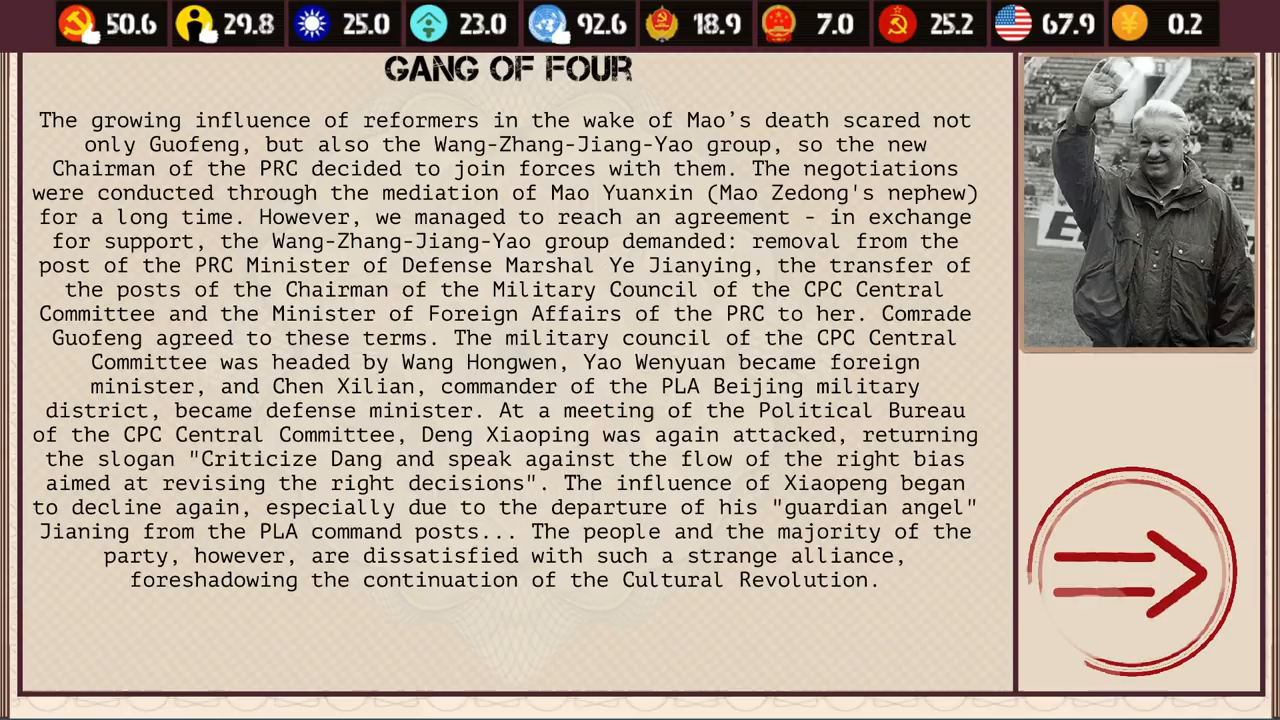 50.6 29.8 25.0 23.0 92.6 18.9 7.0 25.2 67.9 0.2
GANG OF FOUR
The growing influence of reformers in the wake of Mao’s death scared not
only Guofeng, but also the Wang-Zhang-Jiang-Yao group, so the new
Chairman of the PRC decided to join forces with them. The negotiations
were conducted through the mediation of Mao Yuanxin (Mao Zedong's nephew)
for a long time. However, we managed to reach an agreement - in exchange
for support, the Wang-Zhang-Jiang-Yao group demanded: removal from the
post of the PRC Minister of Defense Marshal Ye Jianying, the transfer of
the posts of the Chairman of the Military Council of the CPC Central
Committee and the Minister of Foreign Affairs of the PRC to her. Comrade
Guofeng agreed to these terms. The military council of the CPC Central
Committee was headed by Wang Hongwen, Yao Wenyuan became foreign
minister, and Chen Xilian, commander of the PLA Beijing military
district, became defense minister. At a meeting of the Political Bureau
of the CPC Central Committee, Deng Xiaoping was again attacked, returning
the slogan "Criticize Dang and speak against the flow of the right bias
aimed at revising the right decisions". The influence of Xiaopeng began
to decline again, especially due to the departure of his "guardian angel"
Jianing from the PLA command posts... The people and the majority of the
party, however, are dissatisfied with such a strange alliance,
foreshadowing the continuation of the Cultural Revolution.